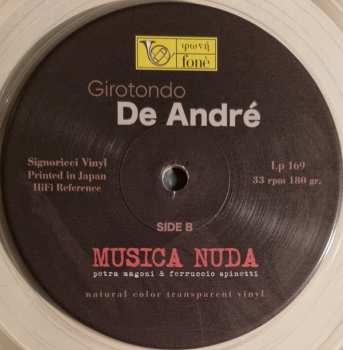 φωνή
fonè
Girotondo
De André
Signoricci Vinyl
Printed in Japan
HiFi Reference
Lp 169
33 rpm 180 gr.
SIDE B
MUSICA NUDA
petra magoni & ferruccio spinetti
natural color transparent vinyl